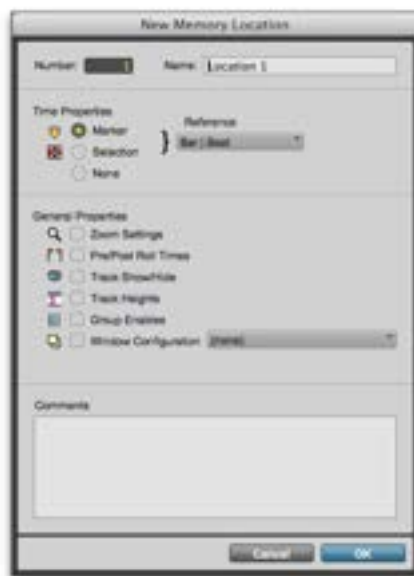 New Memory Location
Number: 1 Name: Location 1
Time Properties
Marker
Reference
Bar | Beat
Selection
None
General Properties
Zoom Settings
Pre/Post Roll Times
Track Show/Hide
Track Heights
Group Enables
Window Configuration (none)
Comments
Cancel OK